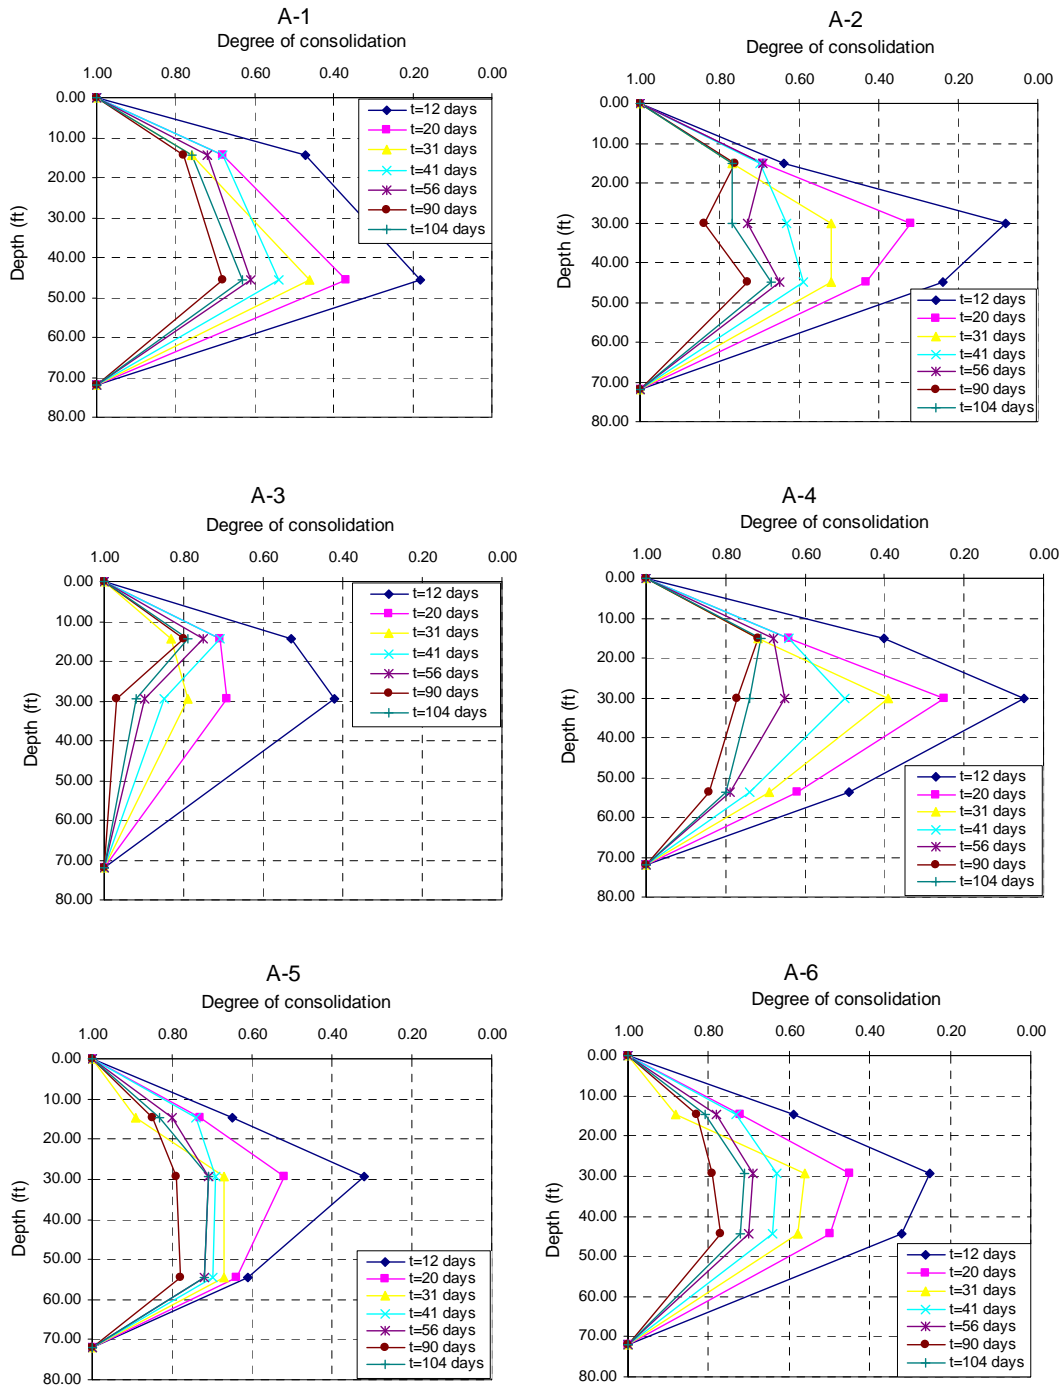 A-1
Degree of consolidation
1.00 0.80 0.60 0.40 0.20 0.00
0.00
10.00
20.00
30.00
40.00
50.00
60.00
70.00
80.00
Depth (ft)
t=12 days
t=20 days
t=31 days
t=41 days
t=56 days
t=90 days
t=104 days
A-2
Degree of consolidation
1.00 0.80 0.60 0.40 0.20 0.00
0.00
10.00
20.00
30.00
40.00
50.00
60.00
70.00
80.00
Depth (ft)
t=12 days
t=20 days
t=31 days
t=41 days
t=56 days
t=90 days
t=104 days
A-3
Degree of consolidation
1.00 0.80 0.60 0.40 0.20 0.00
0.00
10.00
20.00
30.00
40.00
50.00
60.00
70.00
80.00
Depth (ft)
t=12 days
t=20 days
t=31 days
t=41 days
t=56 days
t=90 days
t=104 days
A-4
Degree of consolidation
1.00 0.80 0.60 0.40 0.20 0.00
0.00
10.00
20.00
30.00
40.00
50.00
60.00
70.00
80.00
Depth (ft)
t=12 days
t=20 days
t=31 days
t=41 days
t=56 days
t=90 days
t=104 days
A-5
Degree of consolidation
1.00 0.80 0.60 0.40 0.20 0.00
0.00
10.00
20.00
30.00
40.00
50.00
60.00
70.00
80.00
Depth (ft)
t=12 days
t=20 days
t=31 days
t=41 days
t=56 days
t=90 days
t=104 days
A-6
Degree of consolidation
1.00 0.80 0.60 0.40 0.20 0.00
0.00
10.00
20.00
30.00
40.00
50.00
60.00
70.00
80.00
Depth (ft)
t=12 days
t=20 days
t=31 days
t=41 days
t=56 days
t=90 days
t=104 days